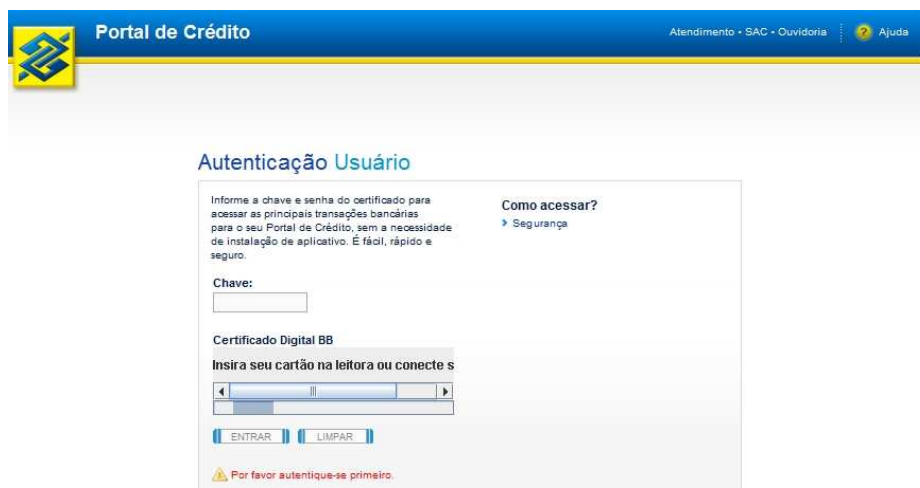 Portal de Crédito
Atendimento • SAC • Ouvidoria
? Ajuda
Autenticação Usuário
Informe a chave e senha do certificado para
acessar as principais transações bancárias
para o seu Portal de Crédito, sem a necessidade
de instalação de aplicativo. É fácil, rápido e
seguro.
Como acessar?
Segurança
Chave:
Certificado Digital BB
Insira seu cartão na leitora ou conecte s
ENTRAR
LIMPAR
Por favor autentique-se primeiro.